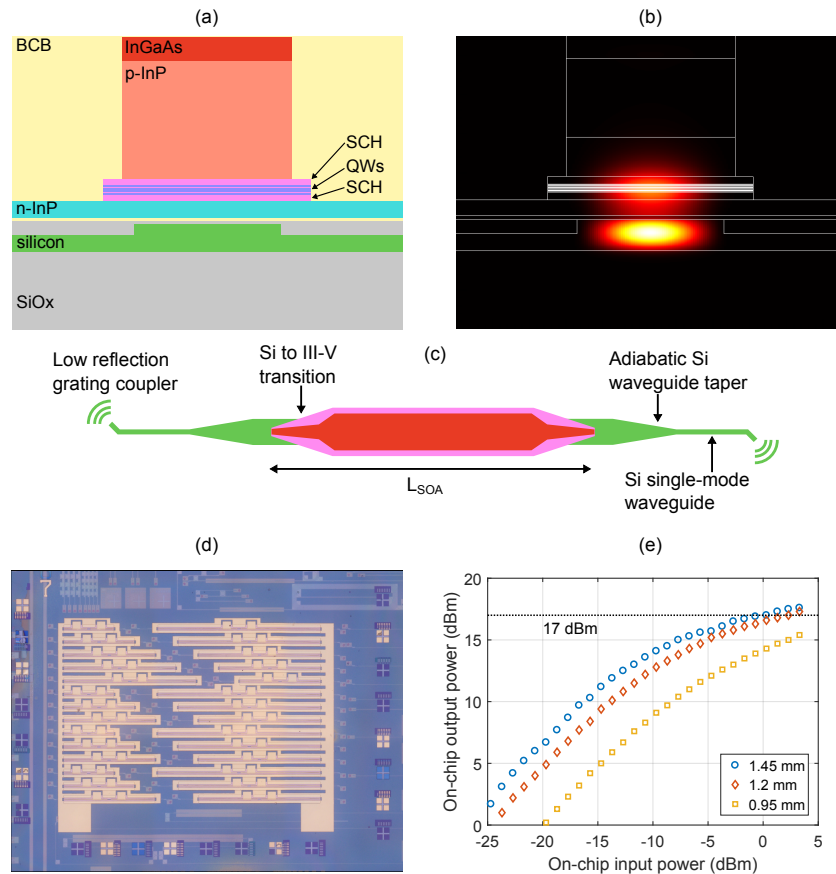 (a)
BCB
InGaAs
p-InP
SCH
QWs
SCH
n-InP
silicon
SiOx
(b)
(c)
Low reflection
grating coupler
Si to III-V
transition
Adiabatic Si
waveguide taper
L_SOA
Si single-mode
waveguide
(d)
7
(e)
On-chip output power (dBm)
20
15
10
5
0
17 dBm
1.45 mm
1.2 mm
0.95 mm
-25
-20
-15
-10
-5
0
5
On-chip input power (dBm)